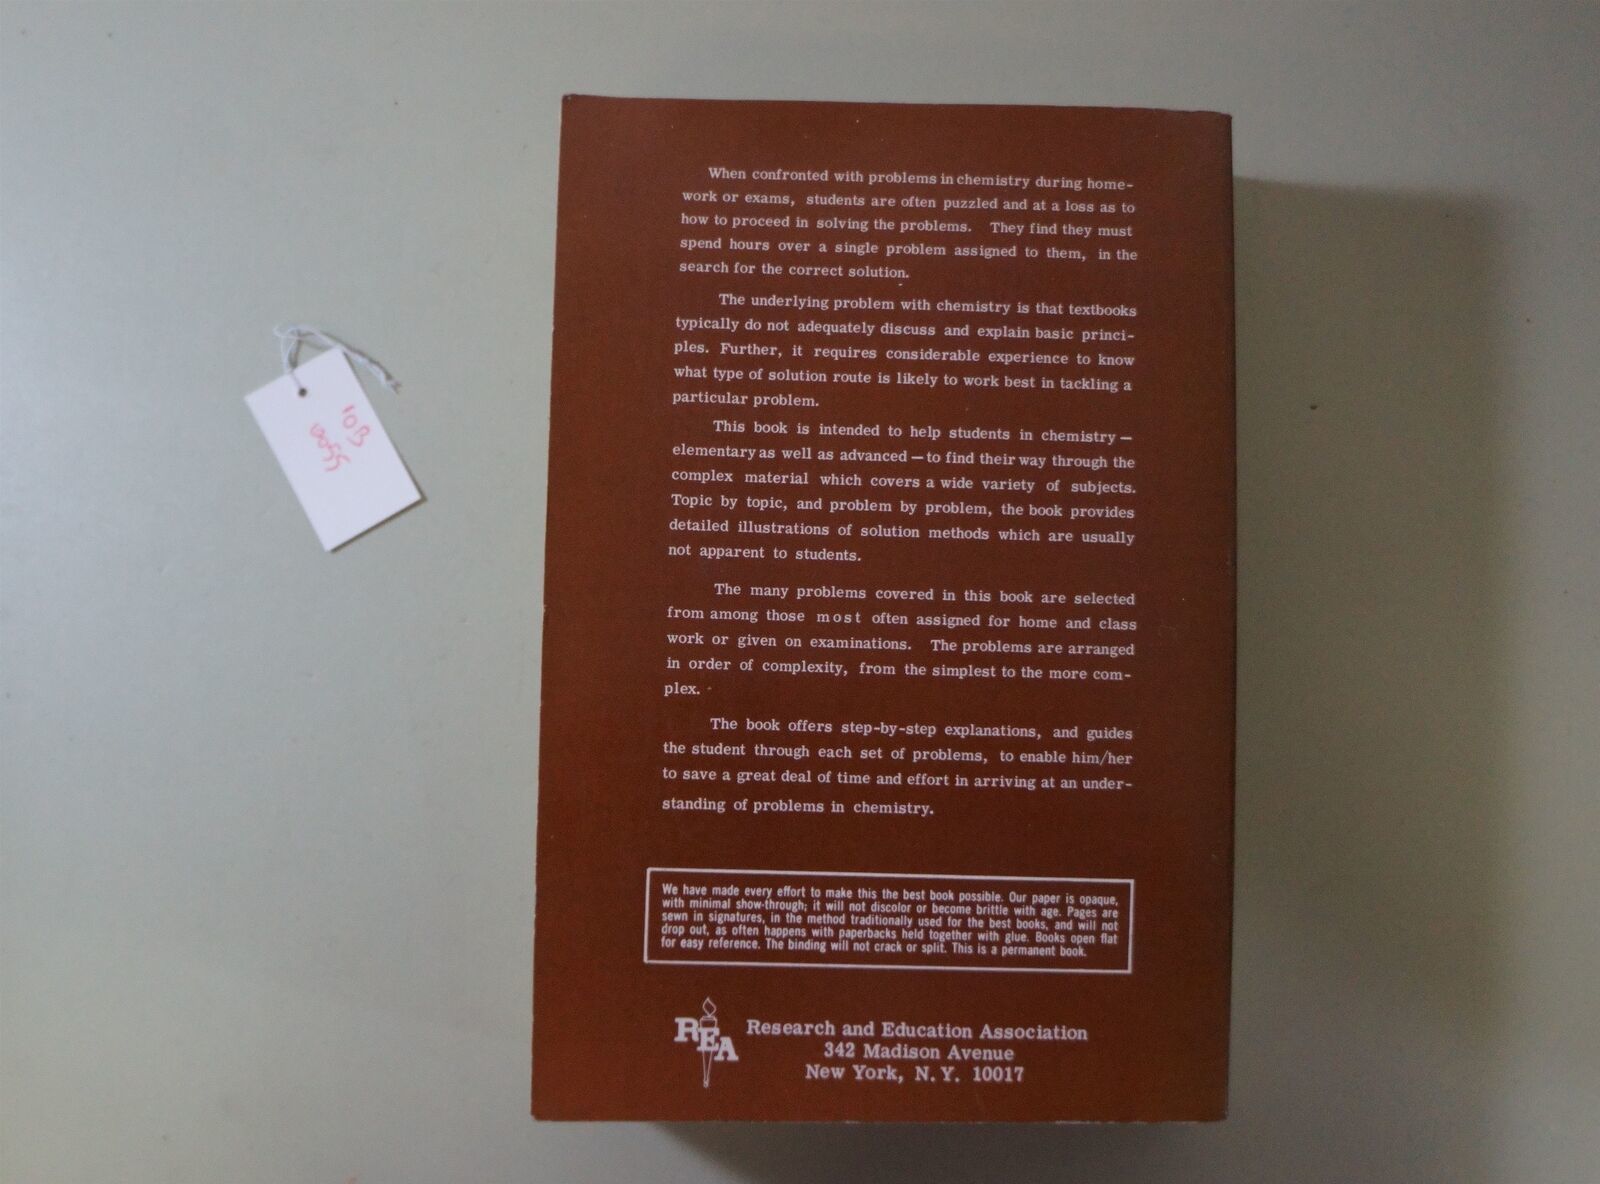 When confronted with problems in chemistry during home-
work or exams, students are often puzzled and at a loss as to
how to proceed in solving the problems. They find they must
spend hours over a single problem assigned to them, in the
search for the correct solution.
The underlying problem with chemistry is that textbooks
typically do not adequately discuss and explain basic princi-
ples. Further, it requires considerable experience to know
what type of solution route is likely to work best in tackling a
particular problem.
This book is intended to help students in chemistry —
elementary as well as advanced — to find their way through the
complex material which covers a wide variety of subjects.
Topic by topic, and problem by problem, the book provides
detailed illustrations of solution methods which are usually
not apparent to students.
The many problems covered in this book are selected
from among those most often assigned for home and class
work or given on examinations. The problems are arranged
in order of complexity, from the simplest to the more com-
plex.
The book offers step-by-step explanations, and guides
the student through each set of problems, to enable him/her
to save a great deal of time and effort in arriving at an under-
standing of problems in chemistry.
We have made every effort to make this the best book possible. Our paper is opaque,
with minimal show-through; it will not discolor or become brittle with age. Pages are
sewn in signatures, in the method traditionally used for the best books, and will not
drop out, as often happens with paperbacks held together with glue. Books open flat
for easy reference. The binding will not crack or split. This is a permanent book.
REA
Research and Education Association
342 Madison Avenue
New York, N.Y. 10017